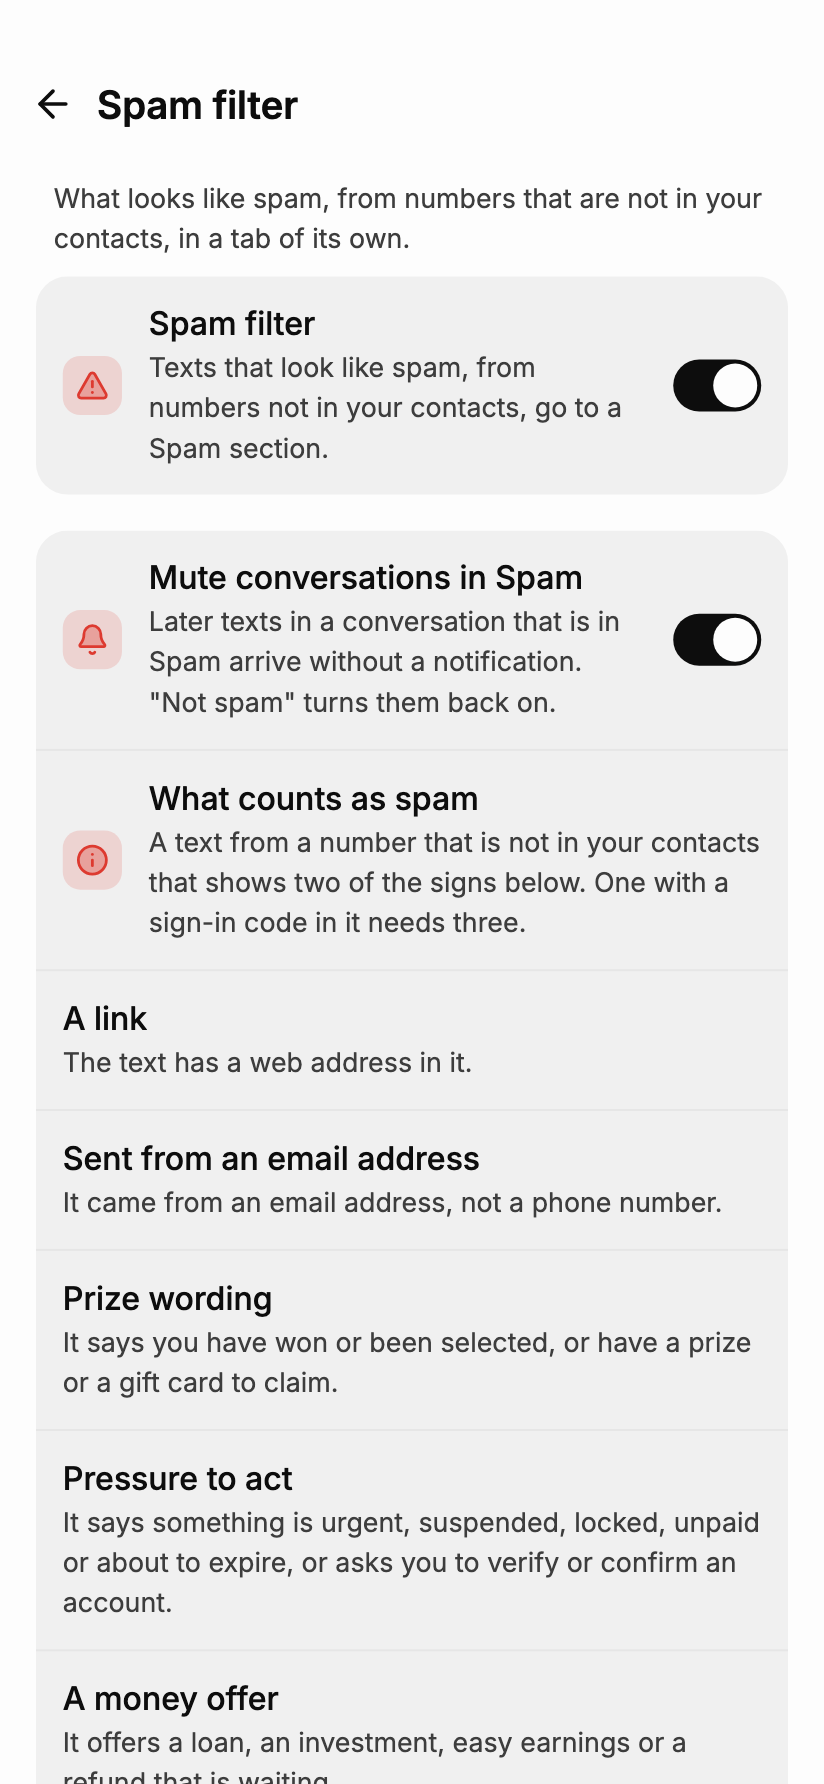 Spam filter
What looks like spam, from numbers that are not in your
contacts, in a tab of its own.
Spam filter
Texts that look like spam, from
numbers not in your contacts, go to a
Spam section.
Mute conversations in Spam
Later texts in a conversation that is in
Spam arrive without a notification.
"Not spam" turns them back on.
What counts as spam
A text from a number that is not in your contacts
that shows two of the signs below. One with a
sign-in code in it needs three.
A link
The text has a web address in it.
Sent from an email address
It came from an email address, not a phone number.
Prize wording
It says you have won or been selected, or have a prize
or a gift card to claim.
Pressure to act
It says something is urgent, suspended, locked, unpaid
or about to expire, or asks you to verify or confirm an
account.
A money offer
It offers a loan, an investment, easy earnings or a
refund that is waiting